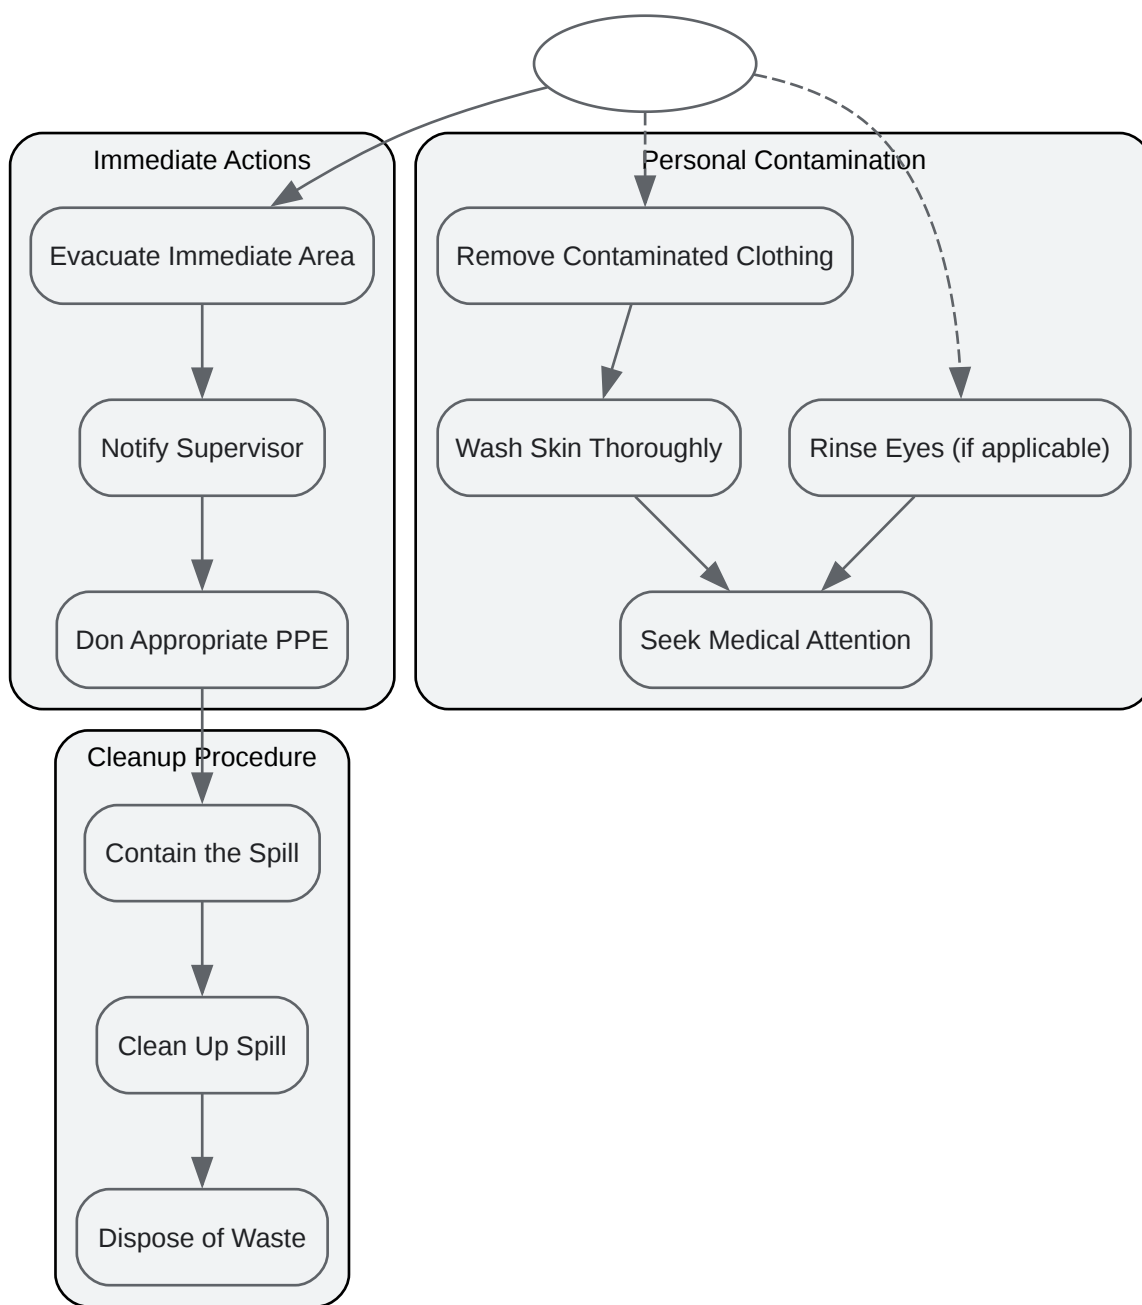 Immediate Actions
Evacuate Immediate Area
Notify Supervisor
Don Appropriate PPE
Personal Contamination
Remove Contaminated Clothing
Wash Skin Thoroughly
Rinse Eyes (if applicable)
Seek Medical Attention
Cleanup Procedure
Contain the Spill
Clean Up Spill
Dispose of Waste